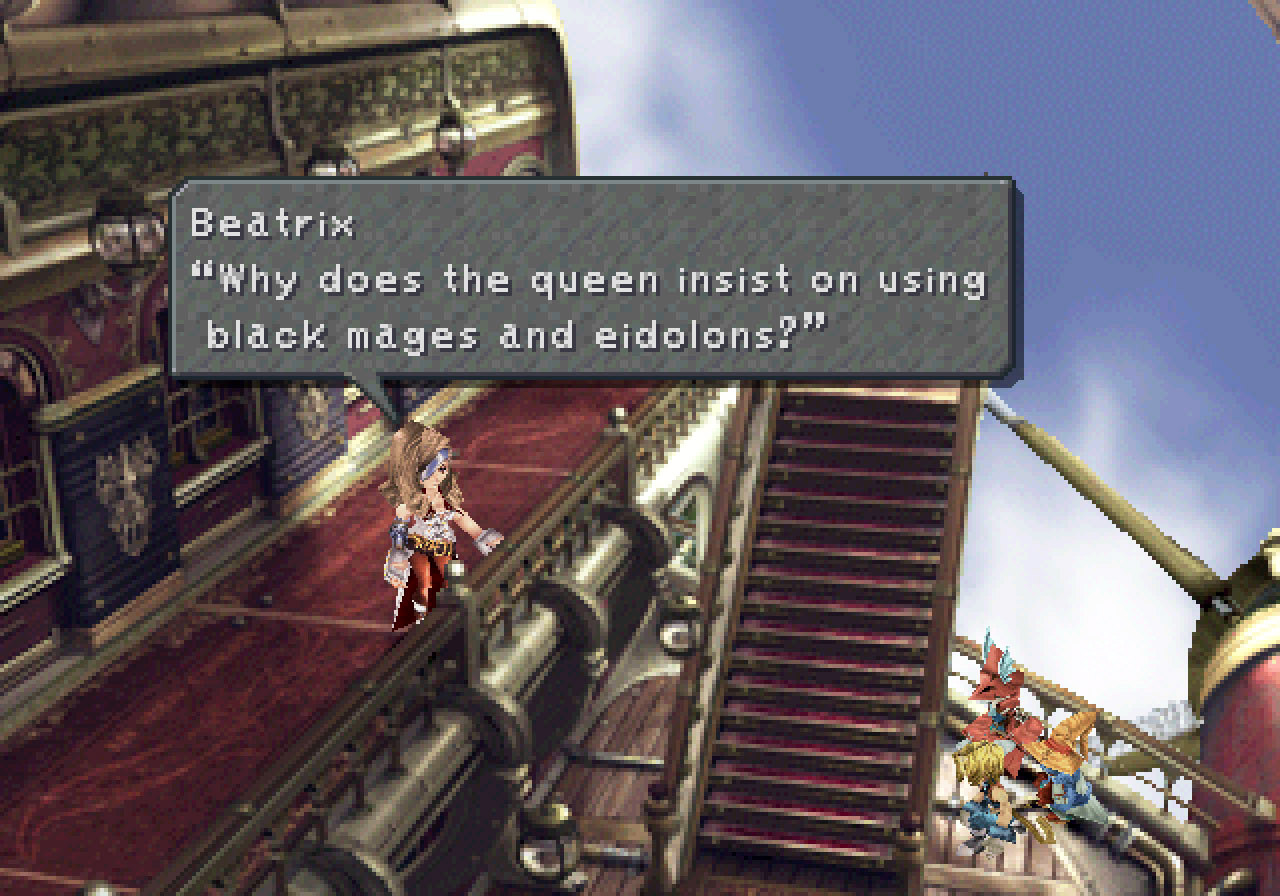 Beatrix
“Why does the queen insist on using
black mages and eidolons?”